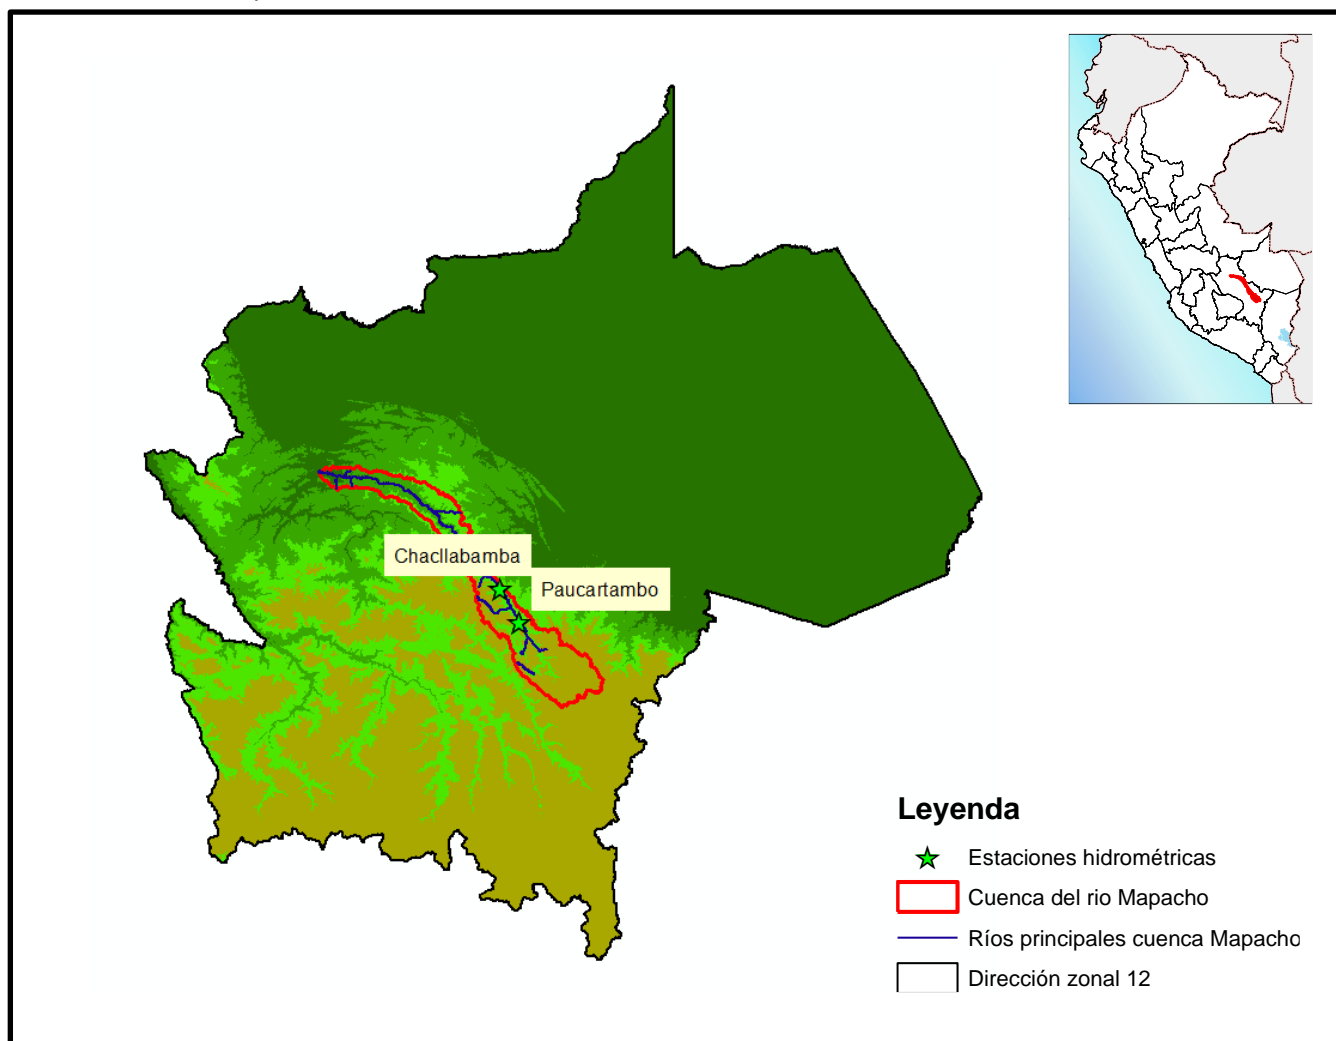 Chacllabamba
Paucartambo
Leyenda
Estaciones hidrométricas
Cuenca del rio Mapacho
Ríos principales cuenca Mapacho
Dirección zonal 12